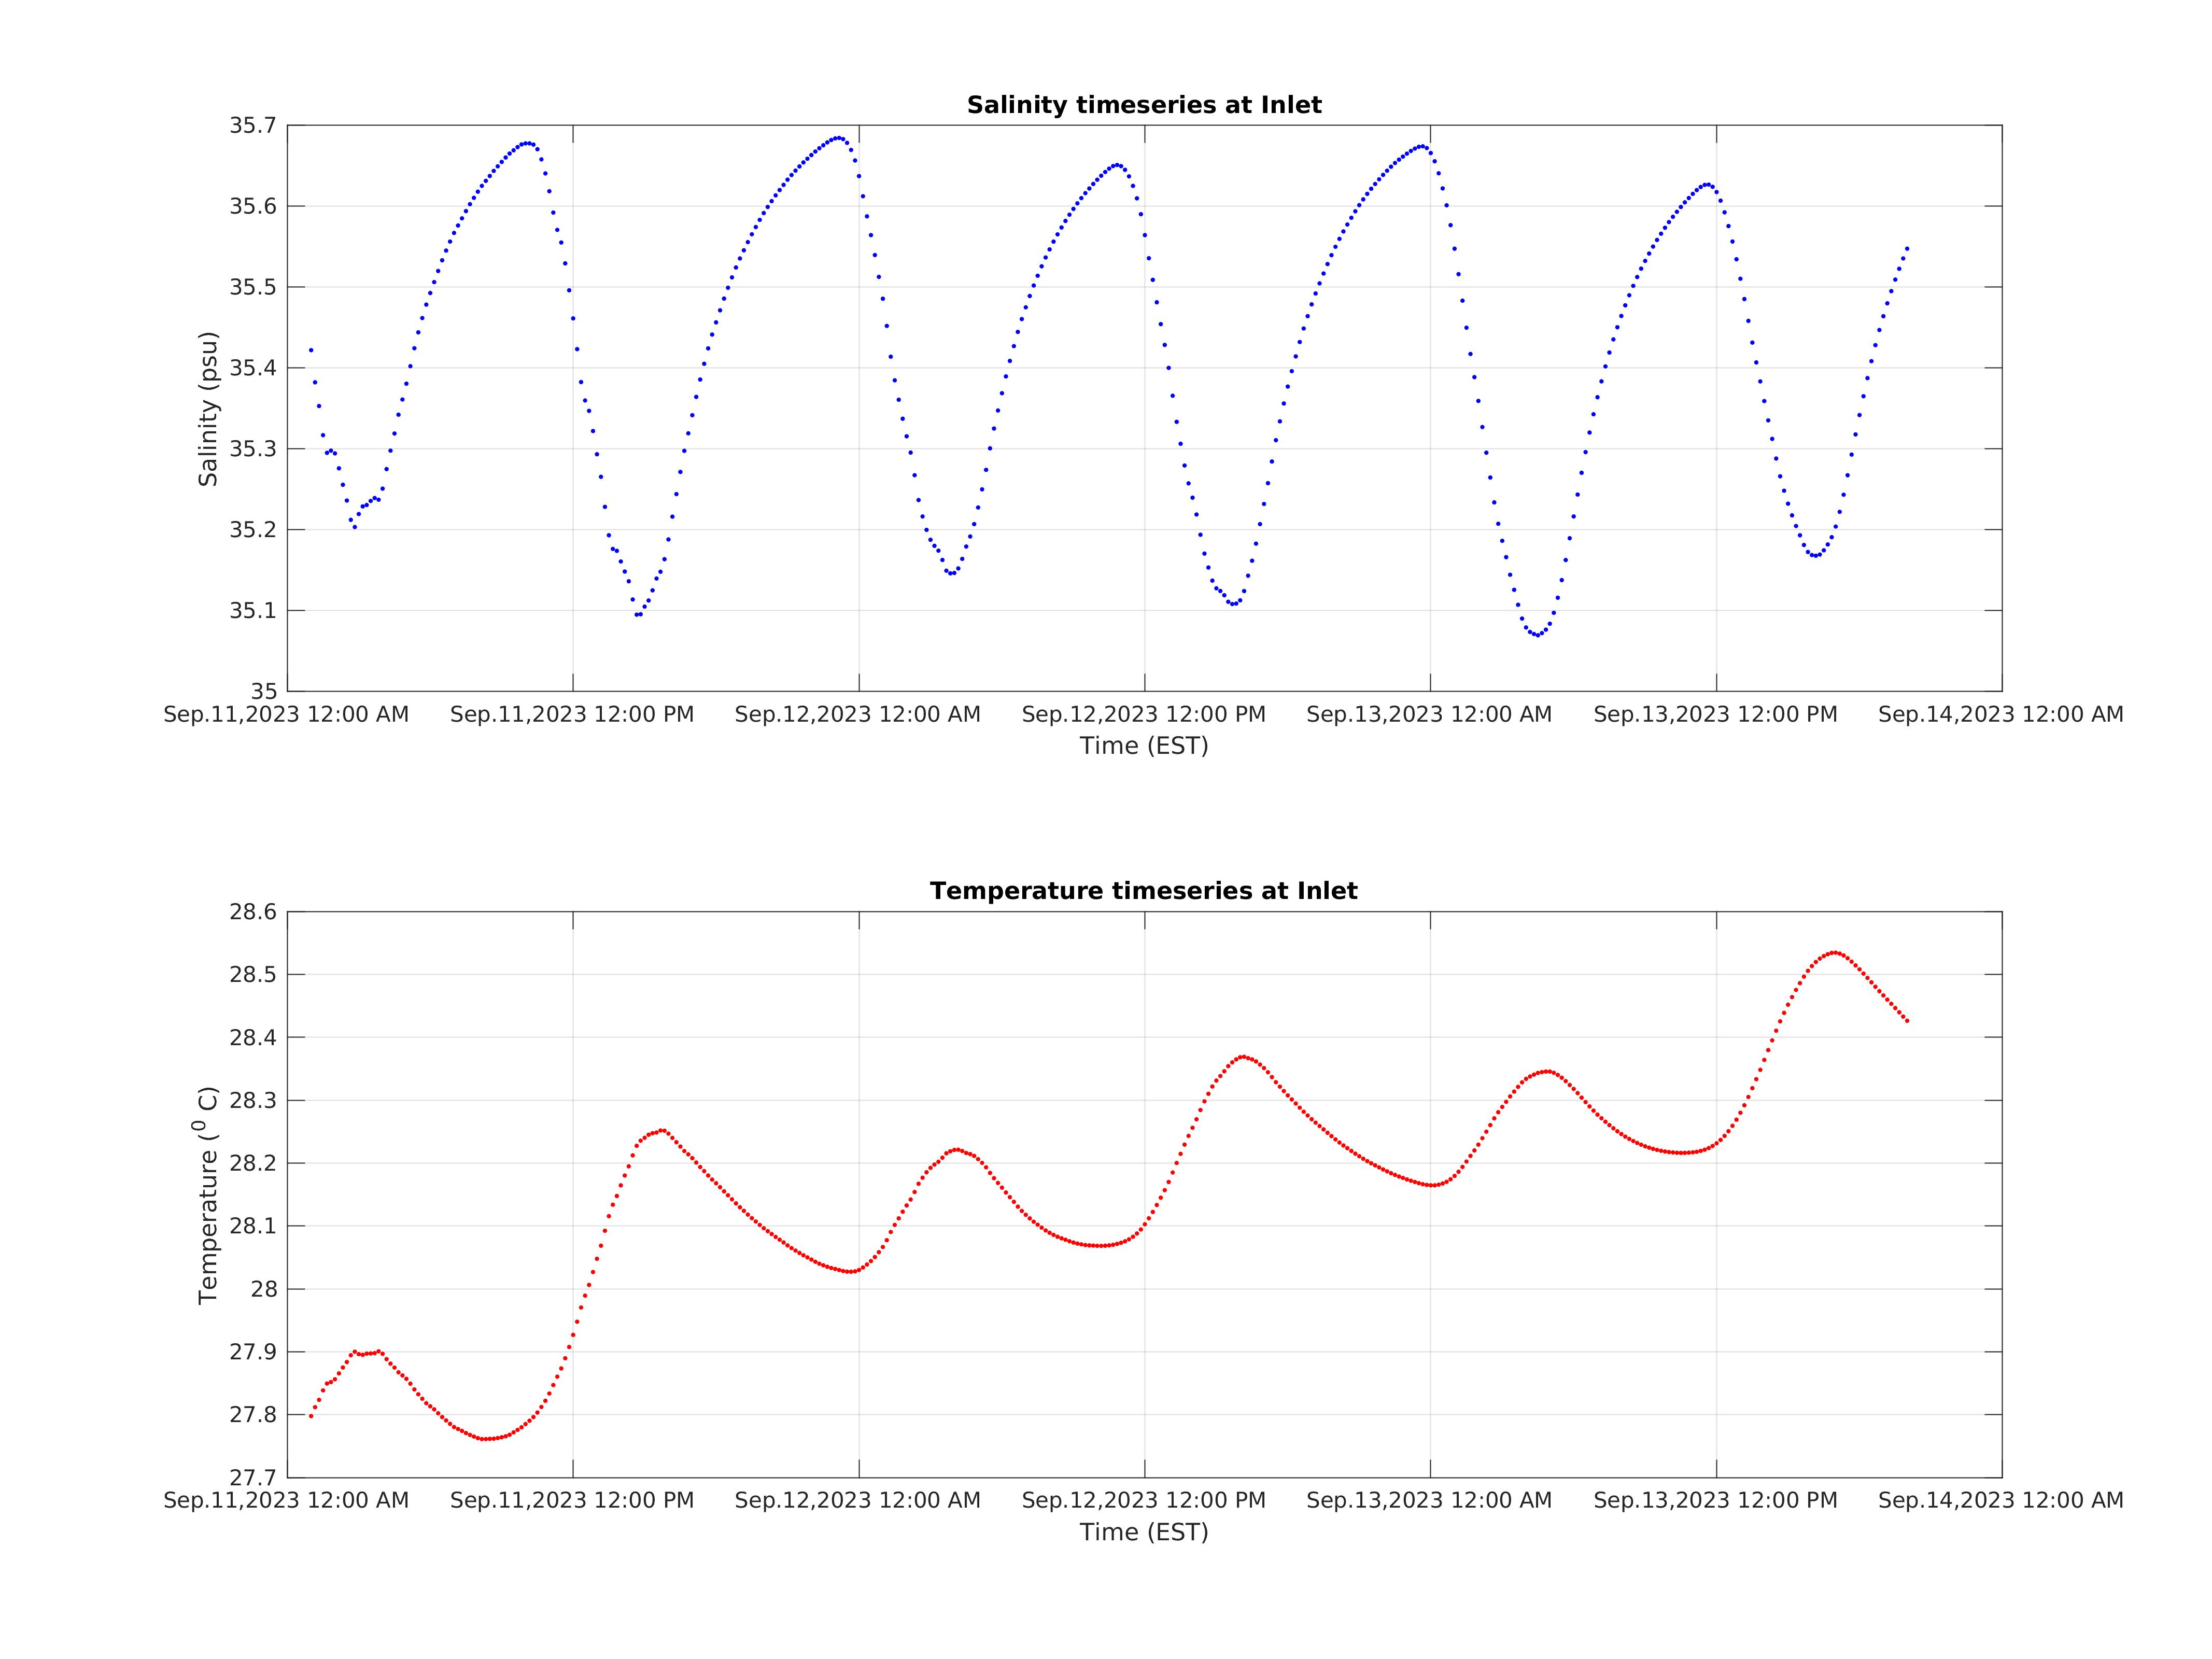 Salinity timeseries at Inlet
35.7
35.6
35.5
35.4
35.3
35.2
35.1
35
Salinity (psu)
Sep.11,2023 12:00 AM Sep.11,2023 12:00 PM Sep.12,2023 12:00 AM Sep.12,2023 12:00 PM Sep.13,2023 12:00 AM Sep.13,2023 12:00 PM Sep.14,2023 12:00 AM
Time (EST)
Temperature timeseries at Inlet
28.6
28.5
28.4
28.3
28.2
28.1
28
27.9
27.8
27.7
Temperature (⁰ C)
Sep.11,2023 12:00 AM Sep.11,2023 12:00 PM Sep.12,2023 12:00 AM Sep.12,2023 12:00 PM Sep.13,2023 12:00 AM Sep.13,2023 12:00 PM Sep.14,2023 12:00 AM
Time (EST)